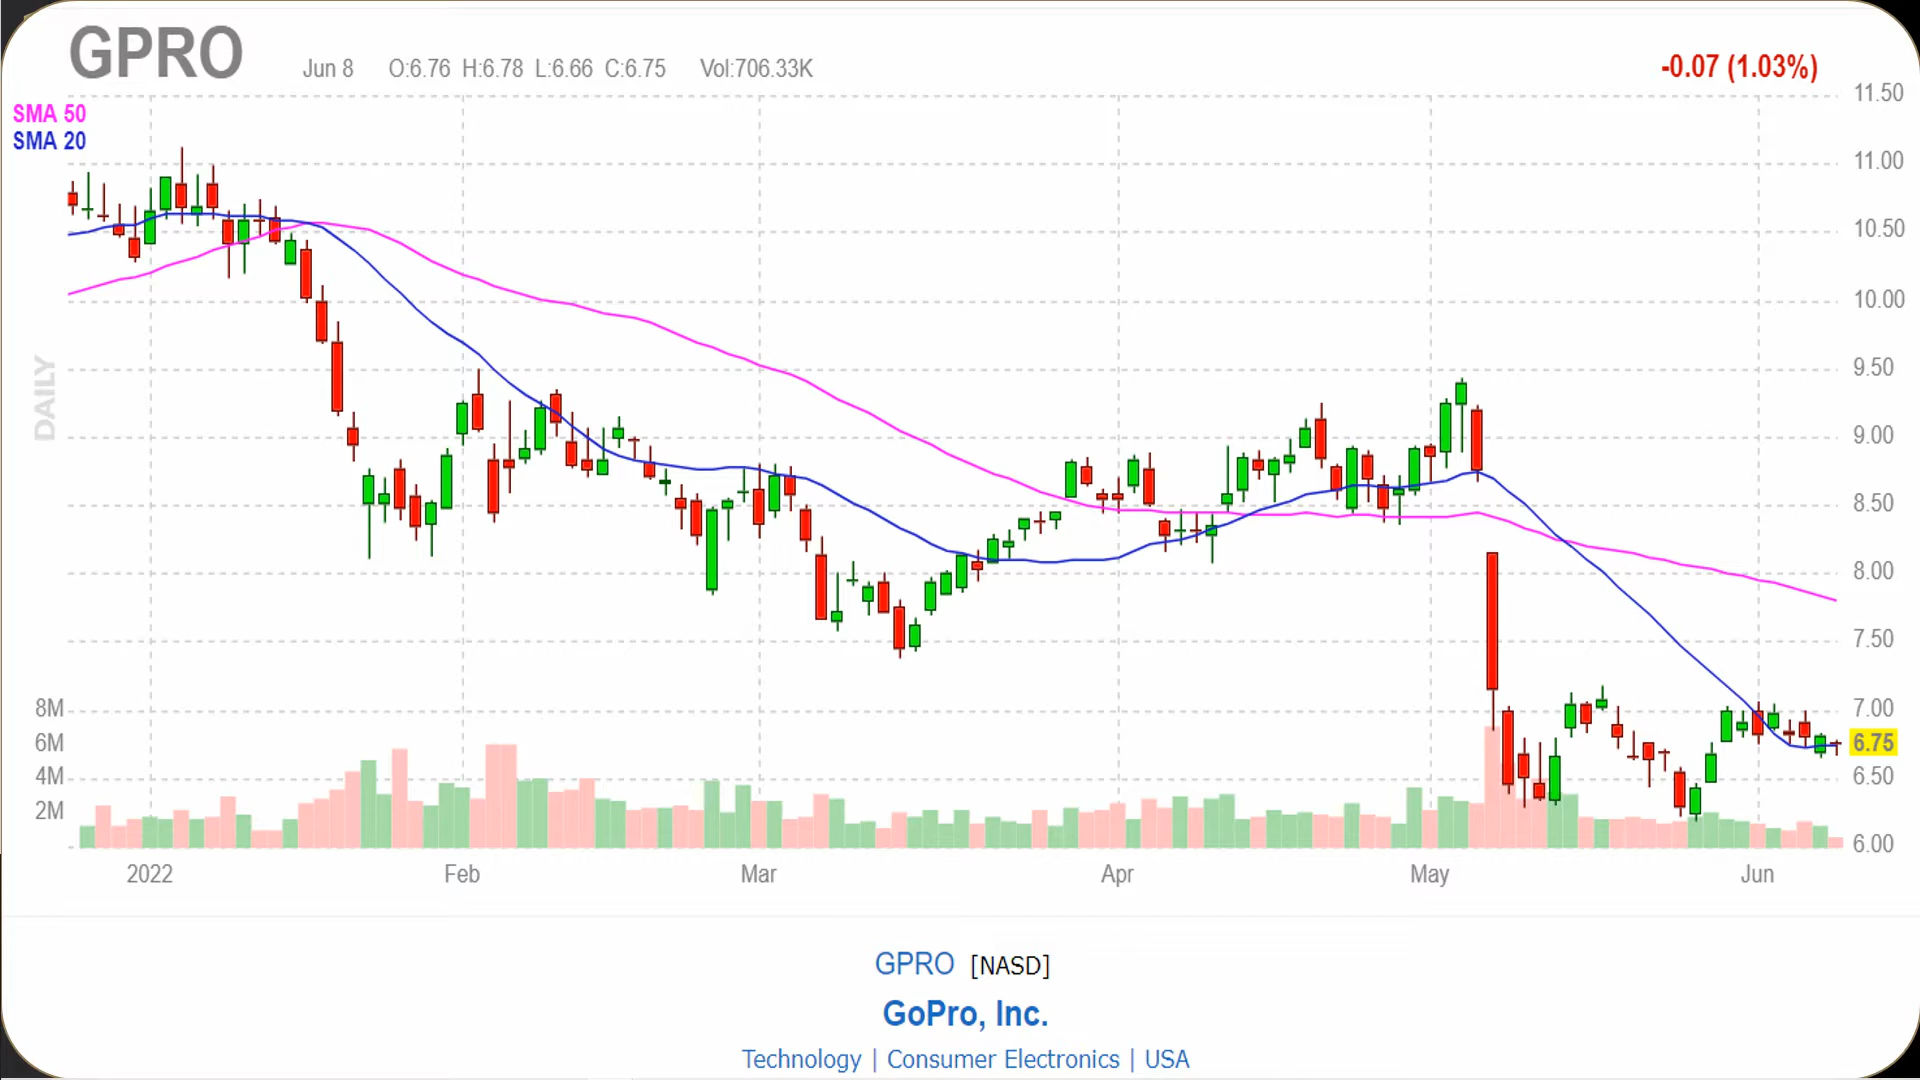 GPRO
Jun 8 O:6.76 H:6.78 L:6.66 C:6.75 Vol:706.33K
-0.07 (1.03%)
SMA 50
SMA 20
DAILY
11.50
11.00
10.50
10.00
9.50
9.00
8.50
8.00
7.50
7.00
6.75
6.50
6.00
8M
6M
4M
2M
2022 Feb Mar Apr May Jun
GPRO [NASD]
GoPro, Inc.
Technology | Consumer Electronics | USA